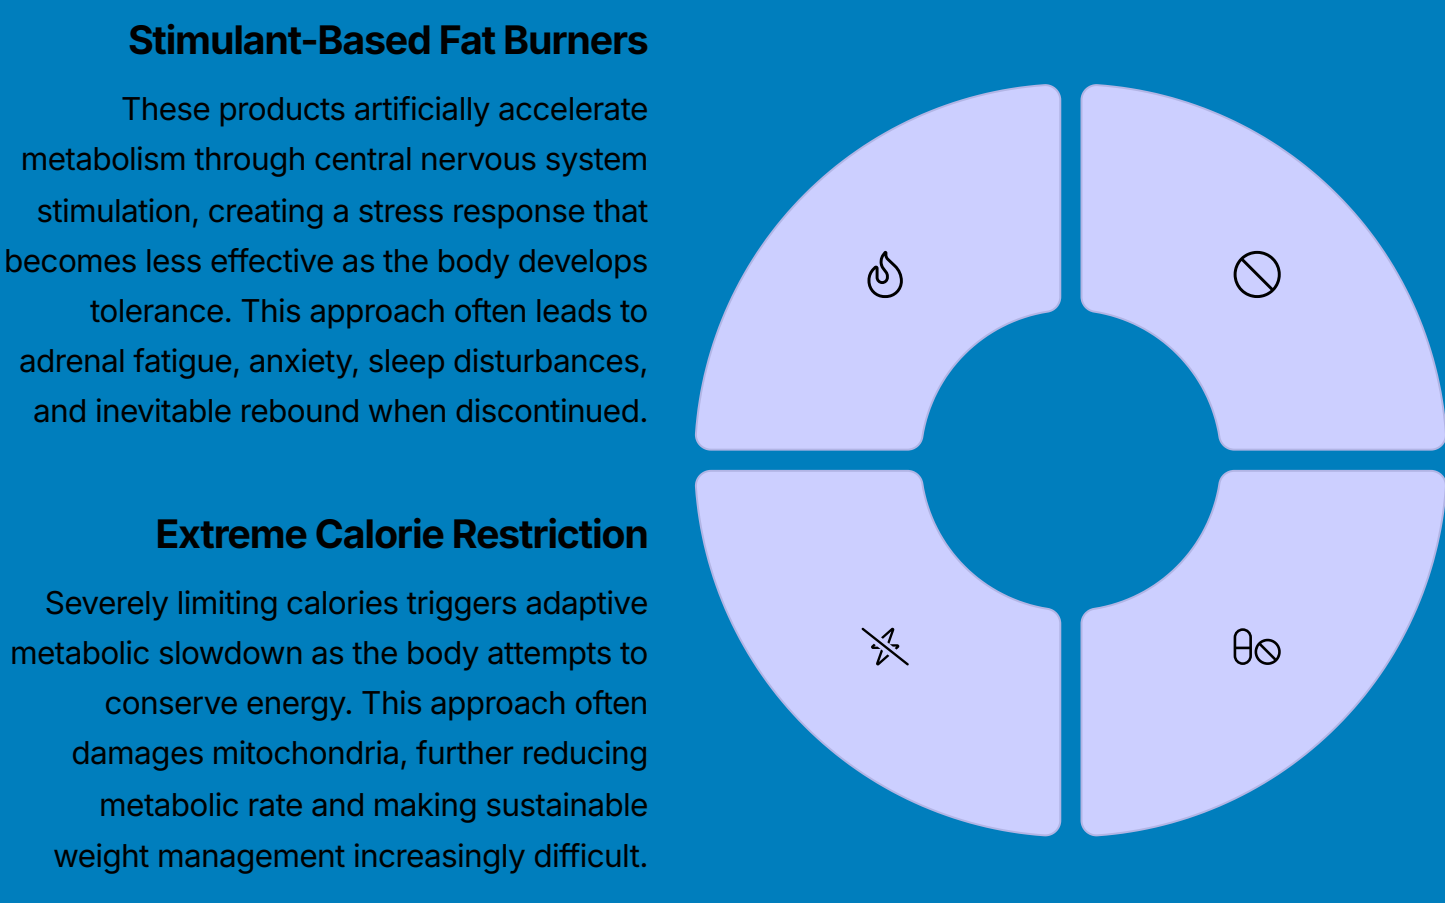 Stimulant-Based Fat Burners
These products artificially accelerate
metabolism through central nervous system
stimulation, creating a stress response that
becomes less effective as the body develops
tolerance. This approach often leads to
adrenal fatigue, anxiety, sleep disturbances,
and inevitable rebound when discontinued.
Extreme Calorie Restriction
Severely limiting calories triggers adaptive
metabolic slowdown as the body attempts to
conserve energy. This approach often
damages mitochondria, further reducing
metabolic rate and making sustainable
weight management increasingly difficult.